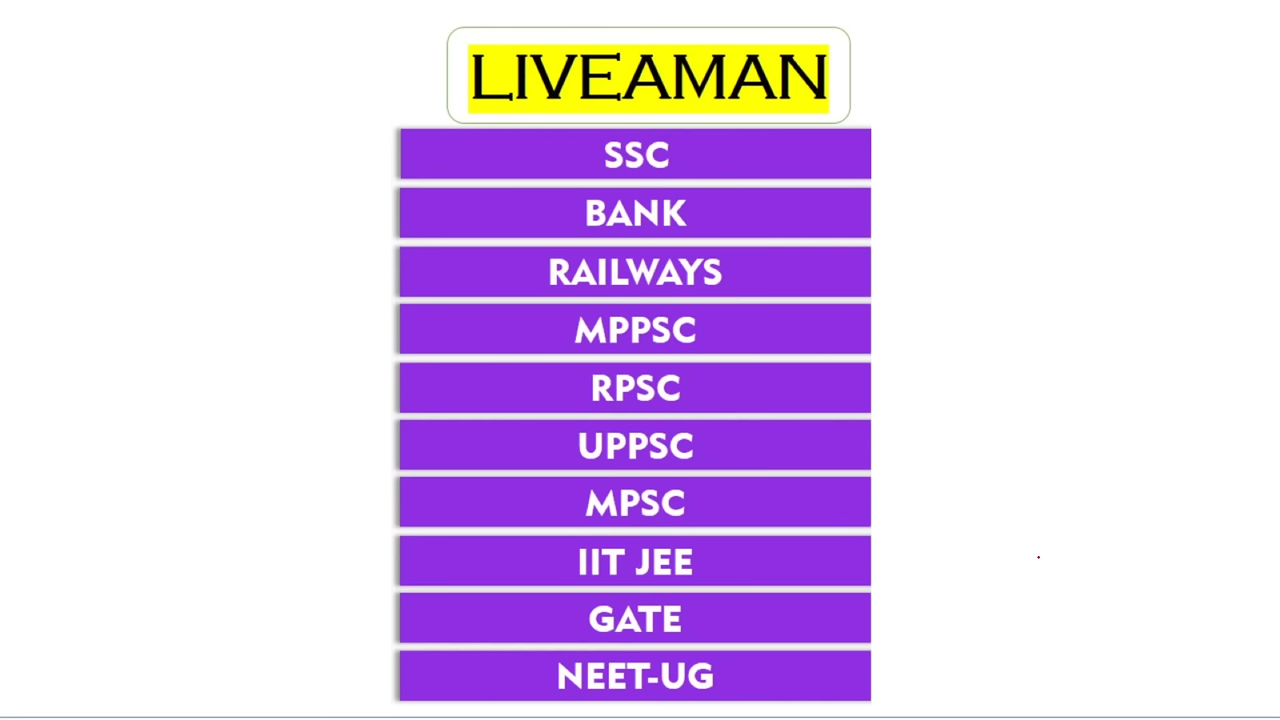 LIVEAMAN
SSC
BANK
RAILWAYS
MPPSC
RPSC
UPPSC
MPSC
IIT JEE
GATE
NEET-UG